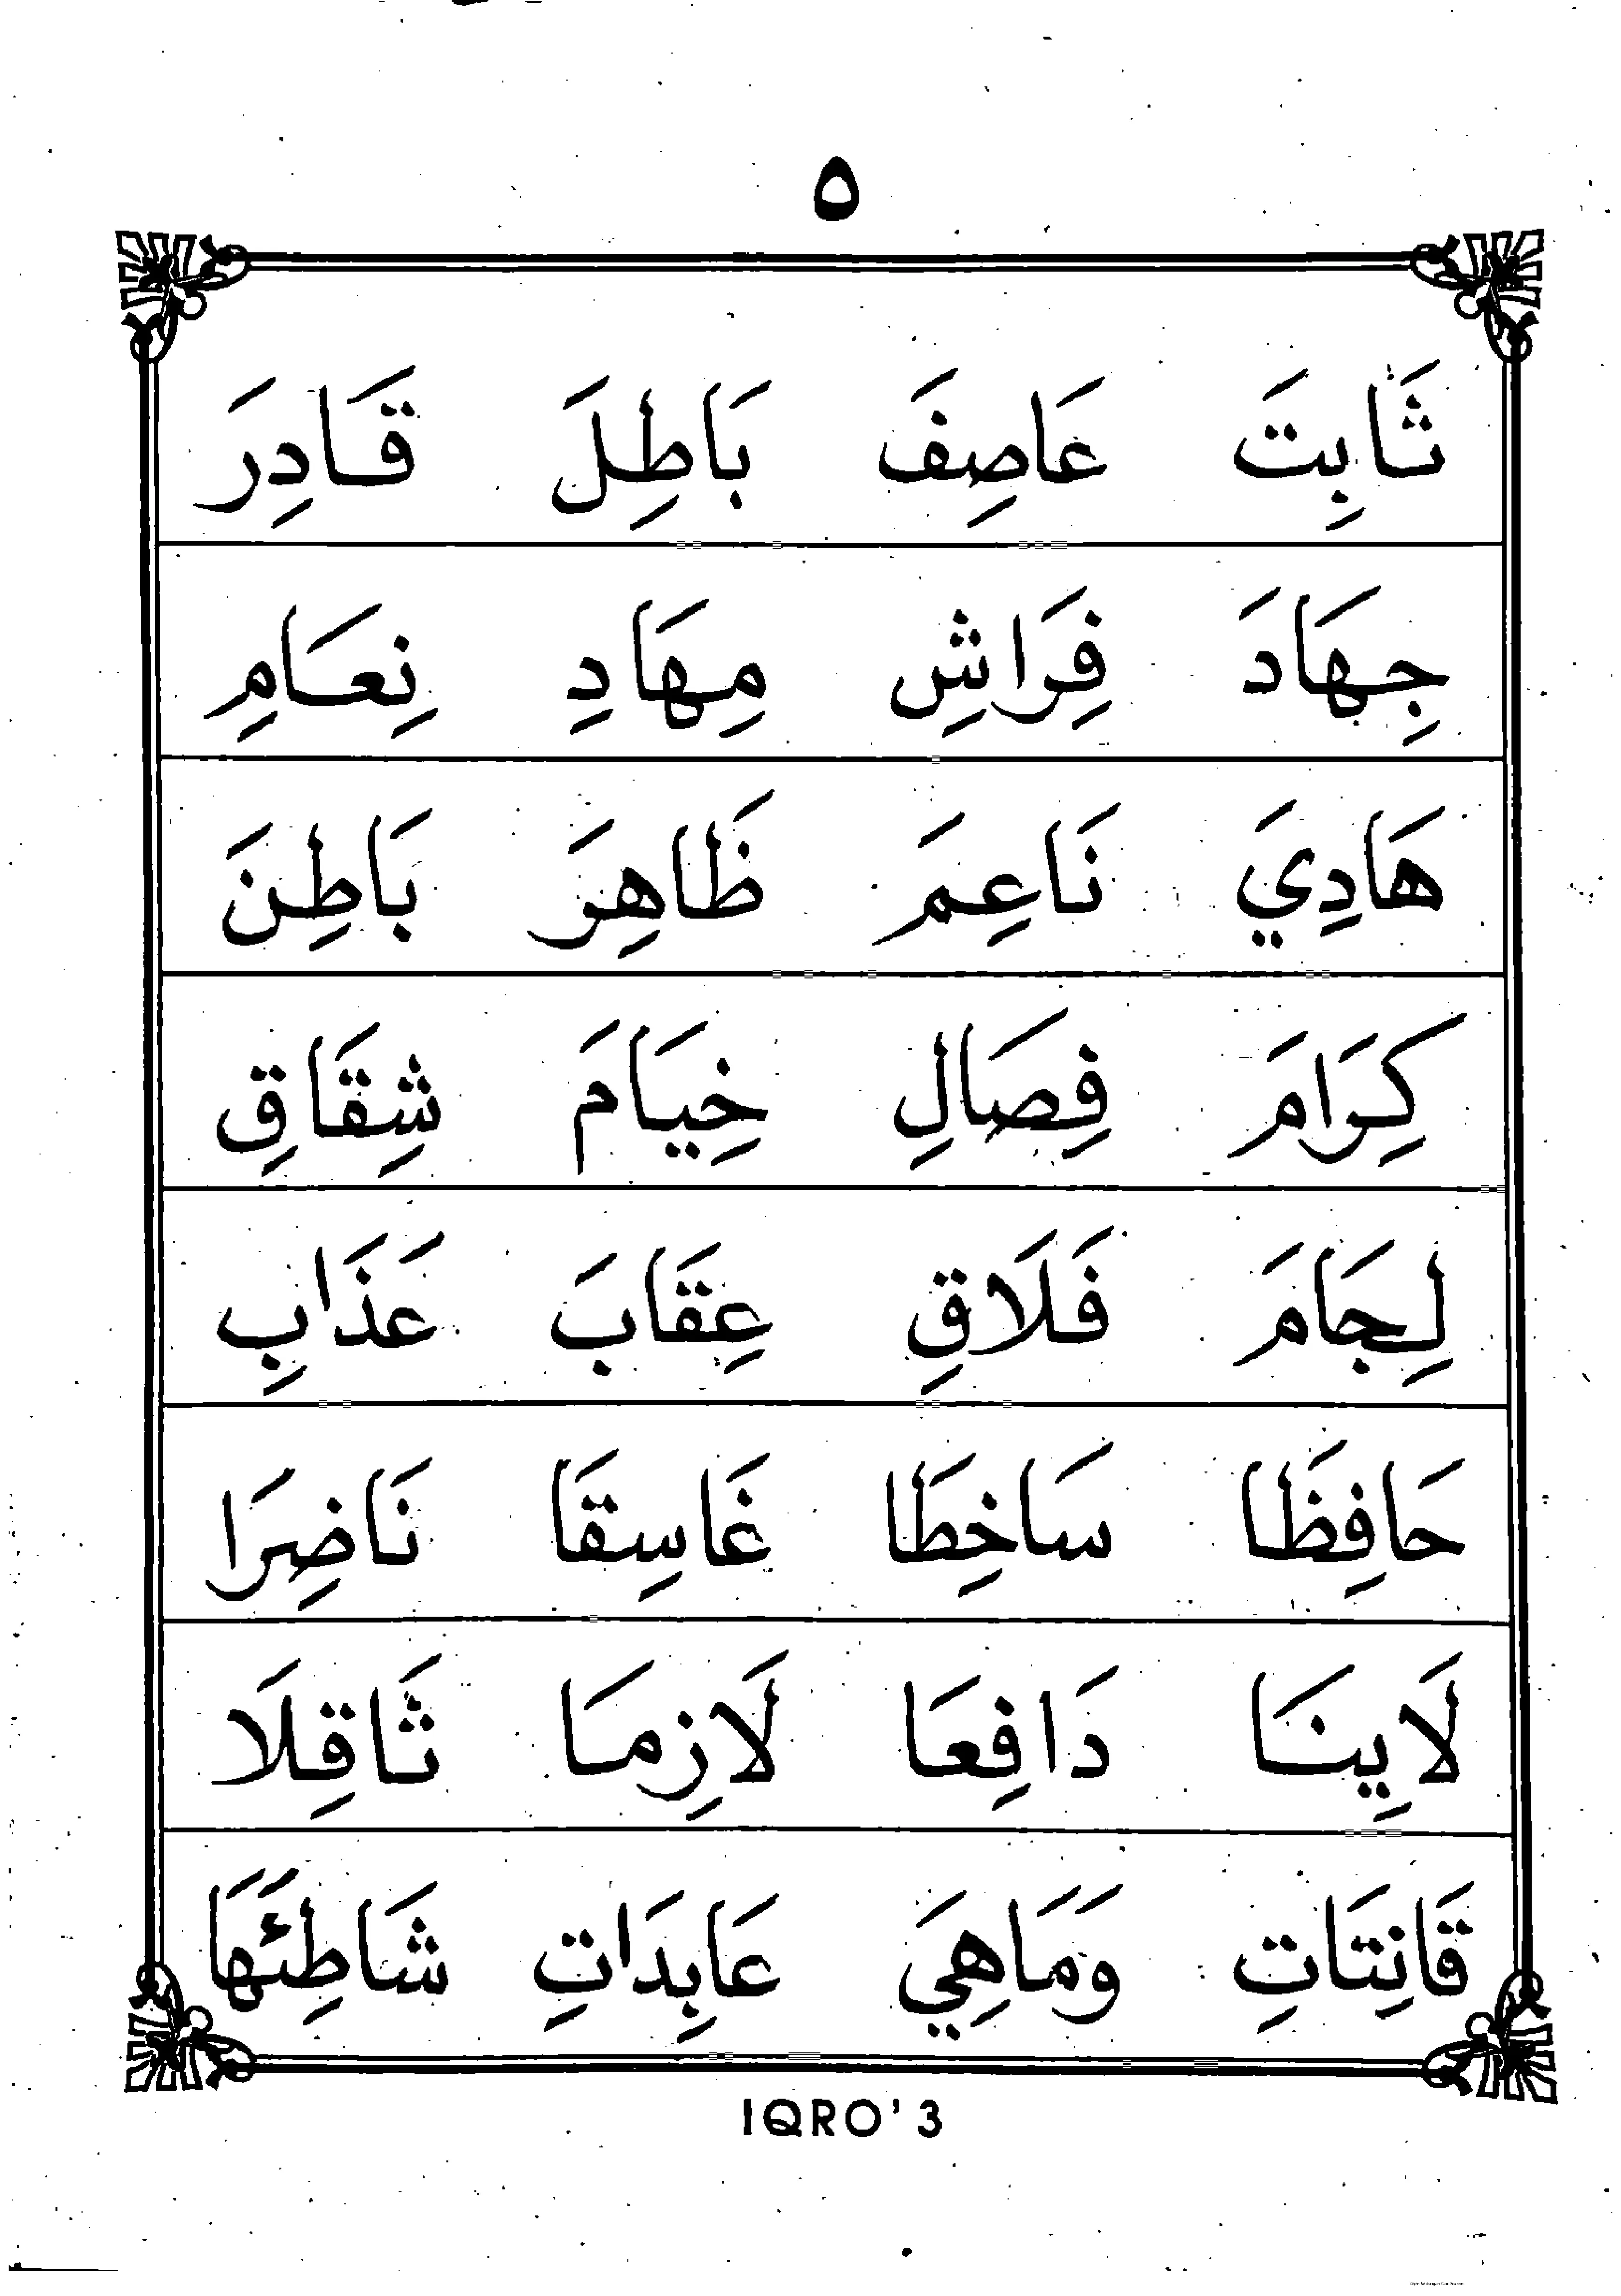 ٥
ثَابِتَ عَاصِفَ بَاطِلَ قَادِرَ
جِهَادَ فِرَاشِ مِهَادِ نِعَامِ
هَادِيَ نَاعِمَ ظَاهِرَ بَاطِنَ
كِرَامَ فِصَالِ خِيَامَ شِقَاقِ
لِجَامَ فَلَاقِ عِقَابَ عَذَابِ
حَافِظَا سَاخِطَا غَاسِقَا نَاضِرَا
لَايِنَا دَافِعَا لَازِمَا ثَاقِلَا
قَانِتَاتِ وَمَاهِيَ عَابِدَاتِ شَاطِئَهَا
IQRO' 3